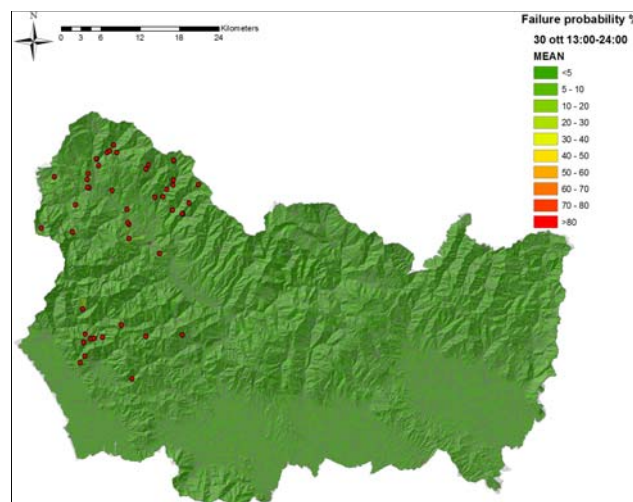 Failure probability %
30 ott 13:00-24:00
MEAN
<5
5 - 10
10 - 20
20 - 30
30 - 40
40 - 50
50 - 60
60 - 70
70 - 80
>80
Kilometers
0 3 6 12 18 24